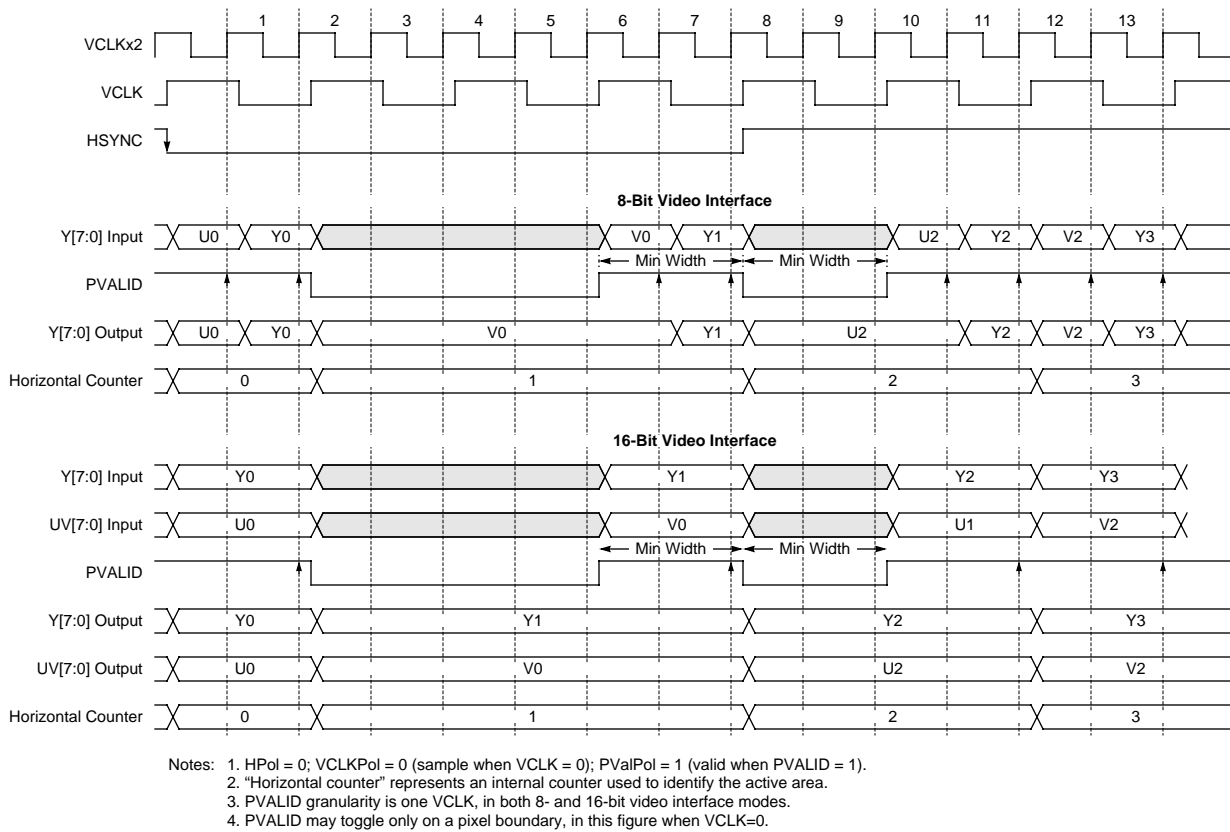 1 2 3 4 5 6 7 8 9 10 11 12 13
VCLKx2
VCLK
HSYNC
8-Bit Video Interface
Y[7:0] Input U0 Y0 V0 Y1 U2 Y2 V2 Y3
Min Width Min Width
PVALID
Y[7:0] Output U0 Y0 V0 Y1 U2 Y2 V2 Y3
Horizontal Counter 0 1 2 3
16-Bit Video Interface
Y[7:0] Input Y0 Y1 Y2 Y3
UV[7:0] Input U0 V0 U1 V2
Min Width Min Width
PVALID
Y[7:0] Output Y0 Y1 Y2 Y3
UV[7:0] Output U0 V0 U2 V2
Horizontal Counter 0 1 2 3
Notes: 1. HPol = 0; VCLKPol = 0 (sample when VCLK = 0); PValPol = 1 (valid when PVALID = 1).
2. “Horizontal counter” represents an internal counter used to identify the active area.
3. PVALID granularity is one VCLK, in both 8- and 16-bit video interface modes.
4. PVALID may toggle only on a pixel boundary, in this figure when VCLK=0.